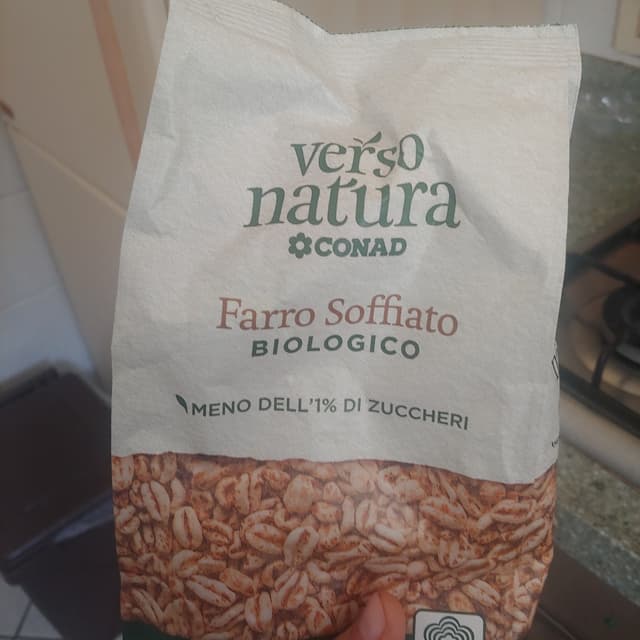 verso
natura
CONAD
Farro Soffiato
BIOLOGICO
MENO DELL'1% DI ZUCCHERI